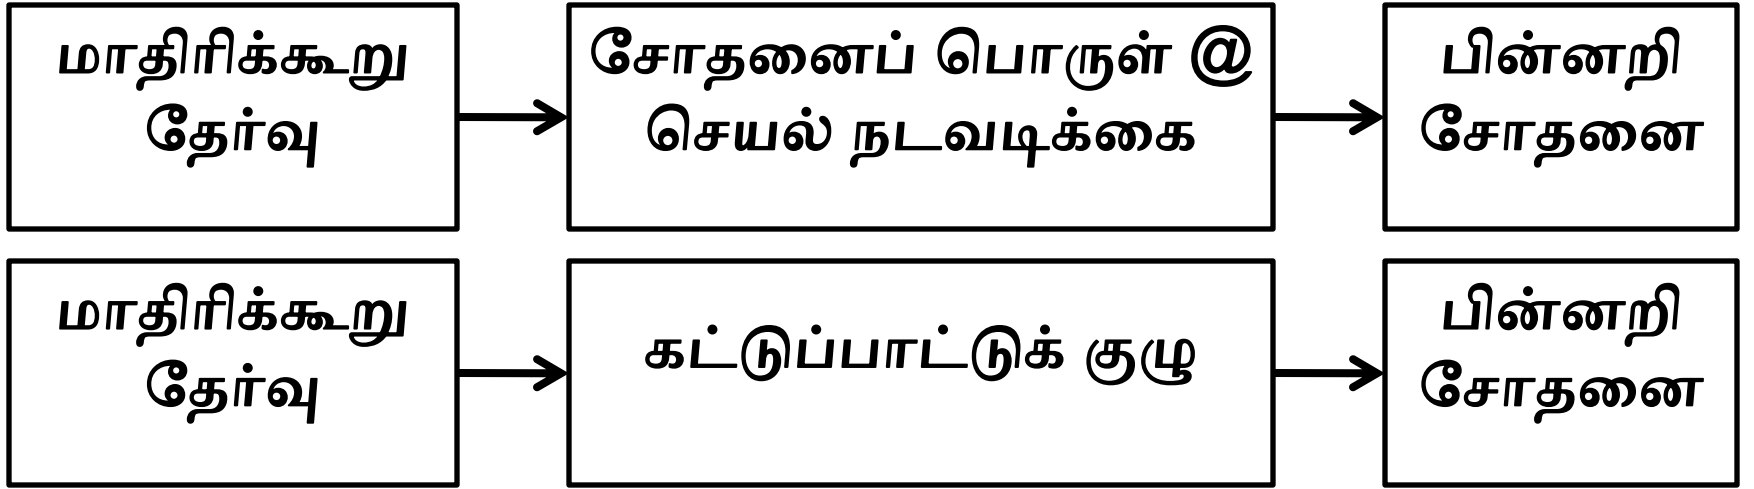 மாதிரிக்கூறு
தேர்வு
சோதனைப் பொருள் @
செயல் நடவடிக்கை
பின்னறி
சோதனை
மாதிரிக்கூறு
தேர்வு
கட்டுப்பாட்டுக் குழு
பின்னறி
சோதனை